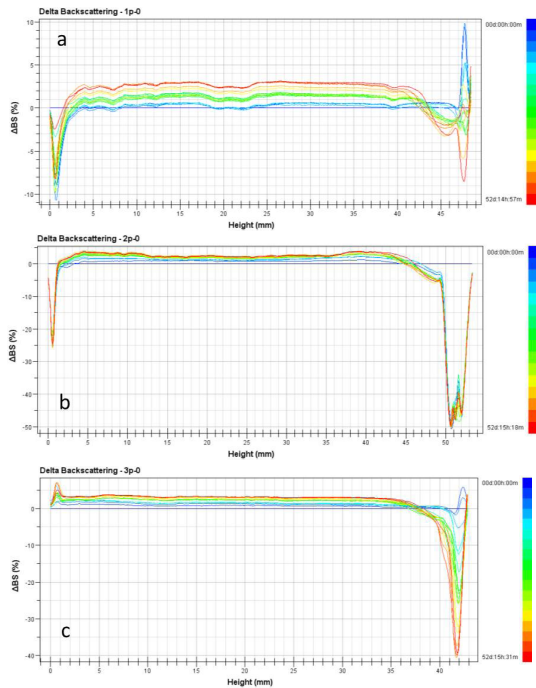 Delta Backscattering - 1p-0
a
00d:00h:00m
10
5
0
-5
-10
ΔBS (%)
52d:14h:57m
0 5 10 15 20 25 30 35 40 45
Height (mm)
Delta Backscattering - 2p-0
00d:00h:00m
0
-10
-20
-30
-40
-50
ΔBS (%)
b
52d:15h:18m
0 5 10 15 20 25 30 35 40 45 50
Height (mm)
Delta Backscattering - 3p-0
00d:00h:00m
5
0
-5
-10
-15
-20
-25
-30
-35
-40
ΔBS (%)
c
52d:15h:31m
0 10 20 30 40
Height (mm)